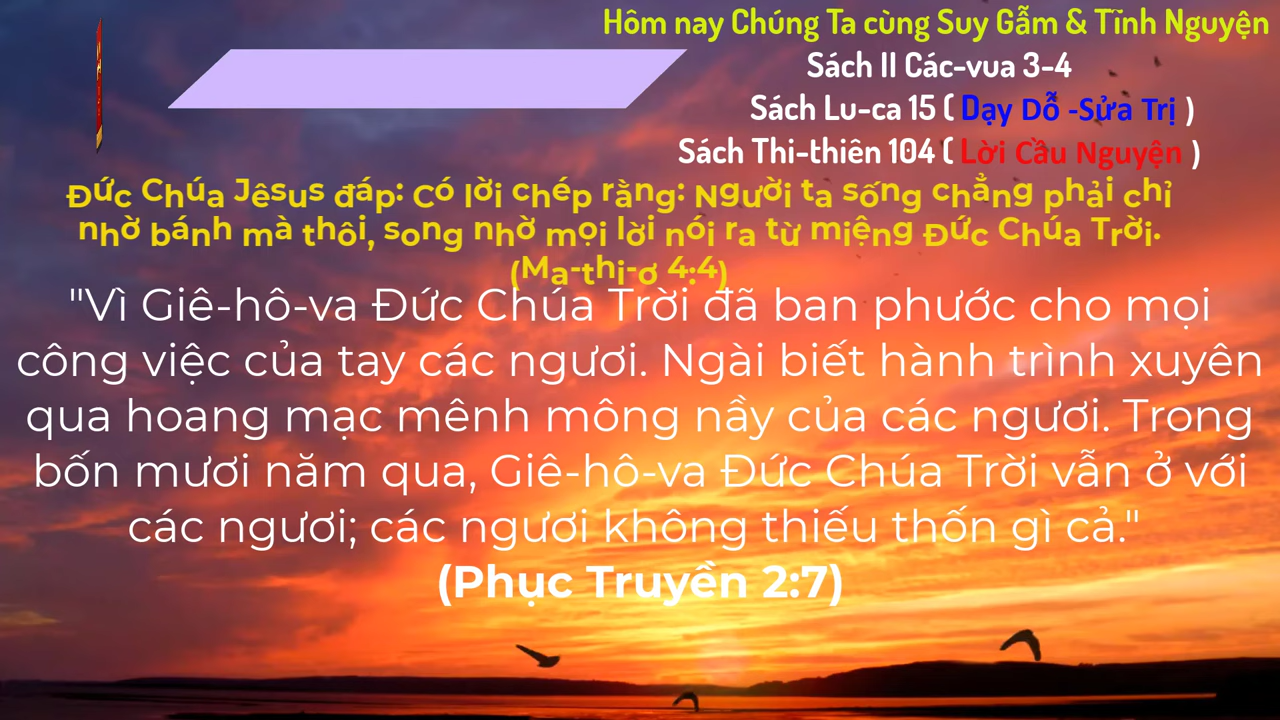 Hôm nay Chúng Ta cùng Suy Gẫm & Tĩnh Nguyện
Sách II Các-vua 3-4
Sách Lu-ca 15 ( Dạy Dỗ -Sửa Trị )
Sách Thi-thiên 104 ( Lời Cầu Nguyện )
Đức Chúa Jêsus đáp: Có lời chép rằng: Người ta sống chẳng phải chỉ
nhờ bánh mà thôi, song nhờ mọi lời nói ra từ miệng Đức Chúa Trời.
(Ma-thi-ơ 4:4)
"Vì Giê-hô-va Đức Chúa Trời đã ban phước cho mọi
công việc của tay các ngươi. Ngài biết hành trình xuyên
qua hoang mạc mênh mông nầy của các ngươi. Trong
bốn mươi năm qua, Giê-hô-va Đức Chúa Trời vẫn ở với
các ngươi; các ngươi không thiếu thốn gì cả."
(Phục Truyền 2:7)